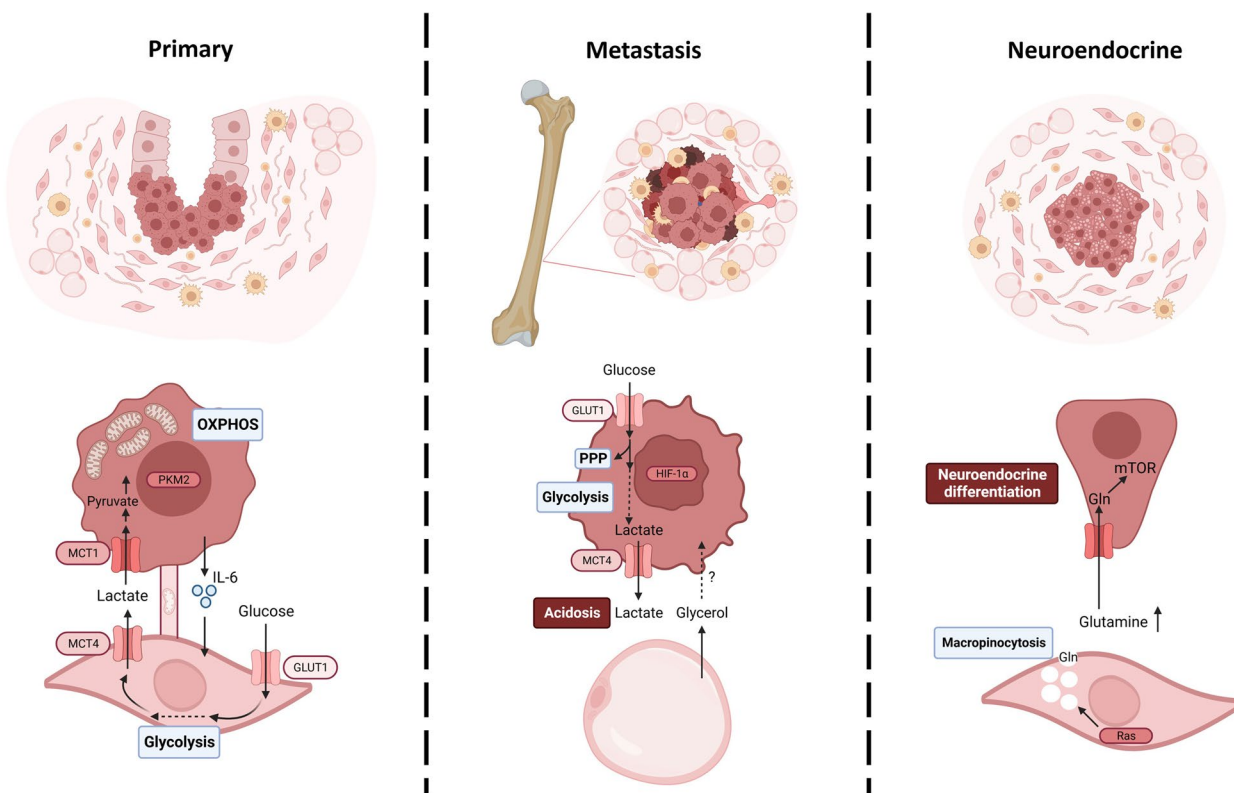 Primary
OXPHOS
PKM2
Pyruvate
MCT1
IL-6
Lactate
Glucose
MCT4
GLUT1
Glycolysis
Metastasis
Glucose
GLUT1
PPP
HIF-1α
Glycolysis
Lactate
MCT4
?
Acidosis
Lactate
Glycerol
Neuroendocrine
Neuroendocrine
differentiation
mTOR
Gln
Glutamine
Macropinocytosis
Gln
Ras